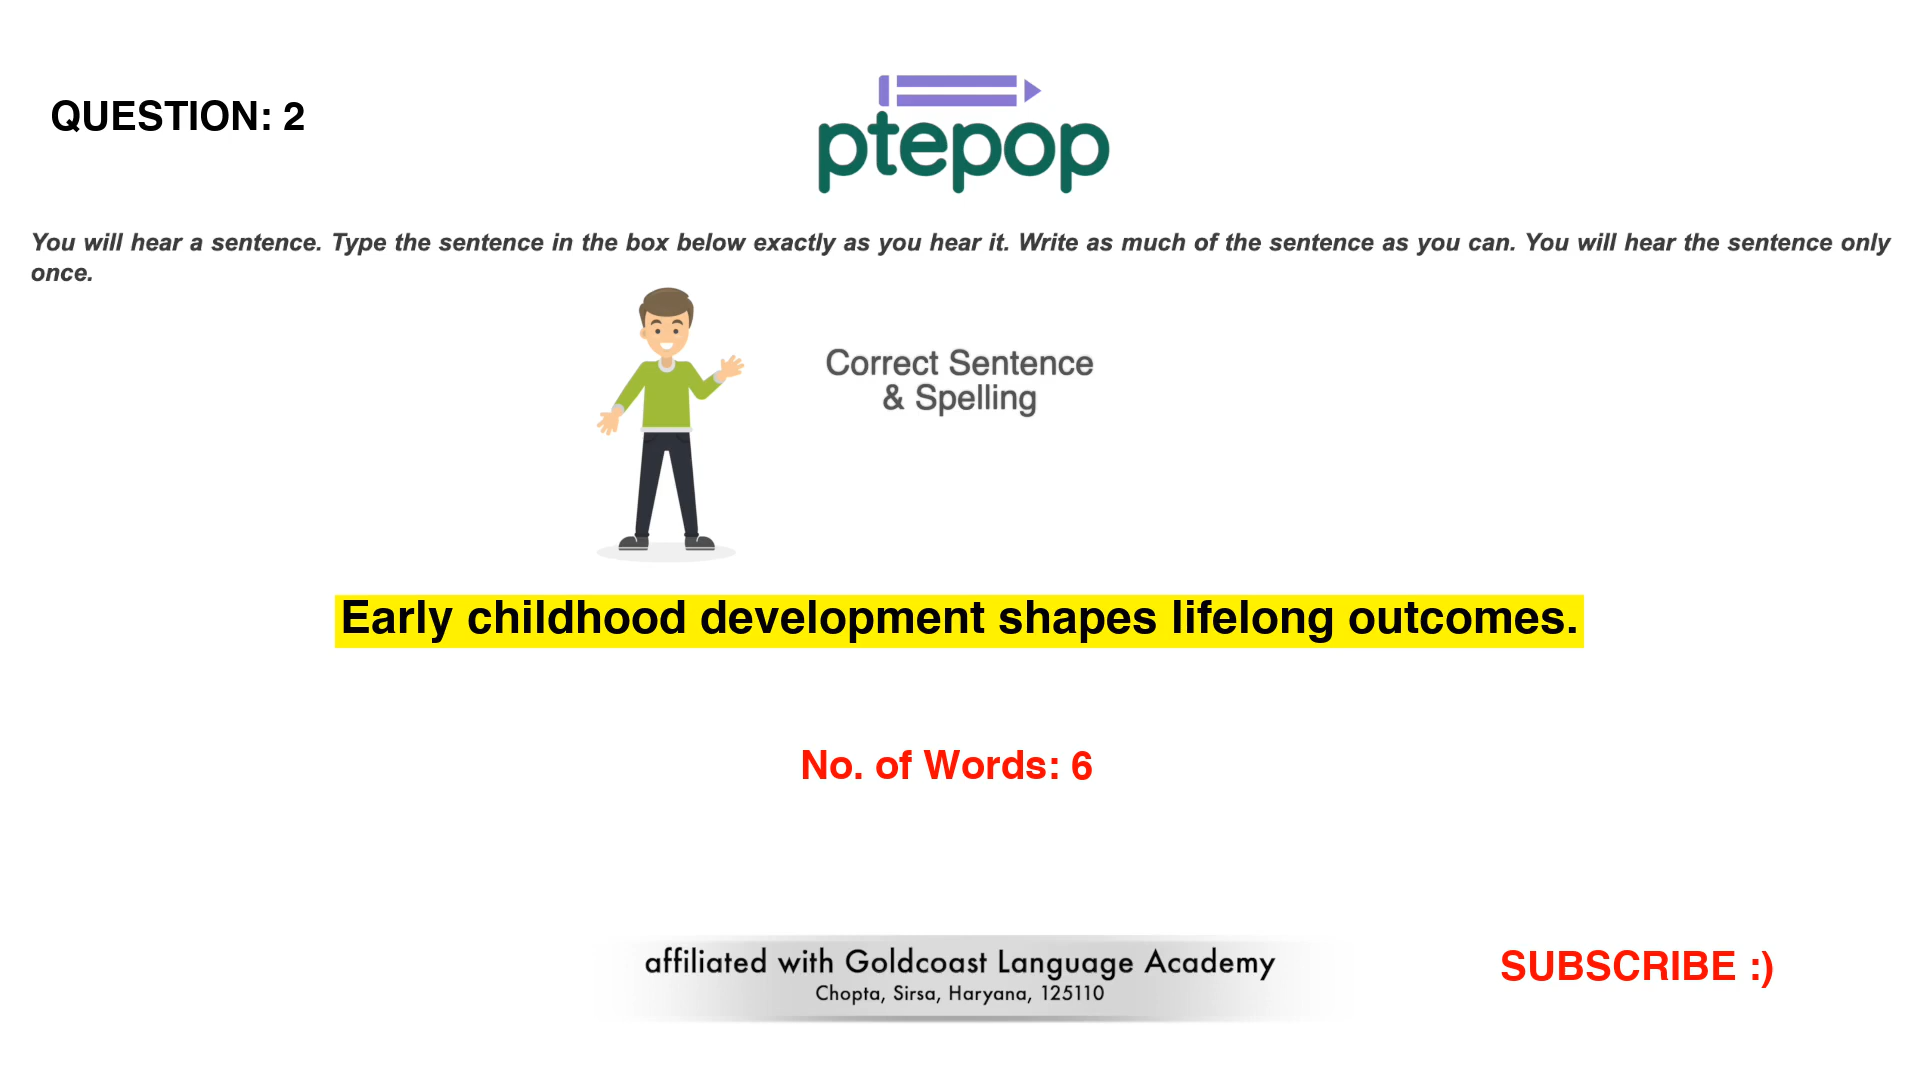 QUESTION: 2
ptepop
You will hear a sentence. Type the sentence in the box below exactly as you hear it. Write as much of the sentence as you can. You will hear the sentence only
once.
Correct Sentence
& Spelling
Early childhood development shapes lifelong outcomes.
No. of Words: 6
affiliated with Goldcoast Language Academy
Chopta, Sirsa, Haryana, 125110
SUBSCRIBE :)